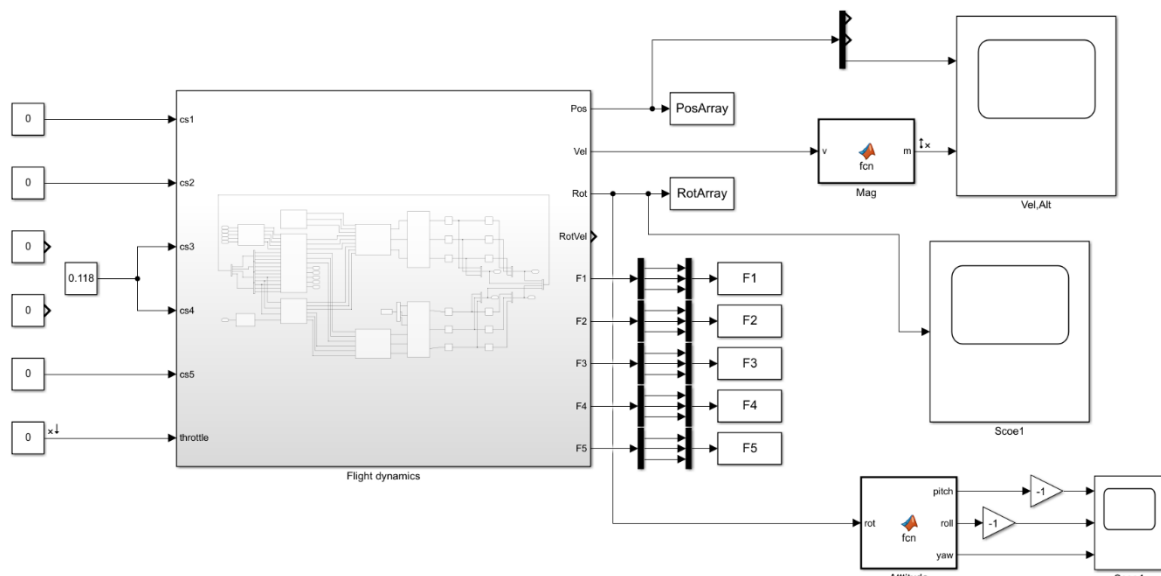 0
0
0
0
0.118
0
0
cs1
cs2
cs3
cs4
cs5
throttle
Pos
Vel
Rot
RotVel
F1
F2
F3
F4
F5
Flight dynamics
PosArray
RotArray
F1
F2
F3
F4
F5
v
fcn
m
Mag
Vel,Alt
Scoe1
rot
fcn
pitch
roll
yaw
-1
-1